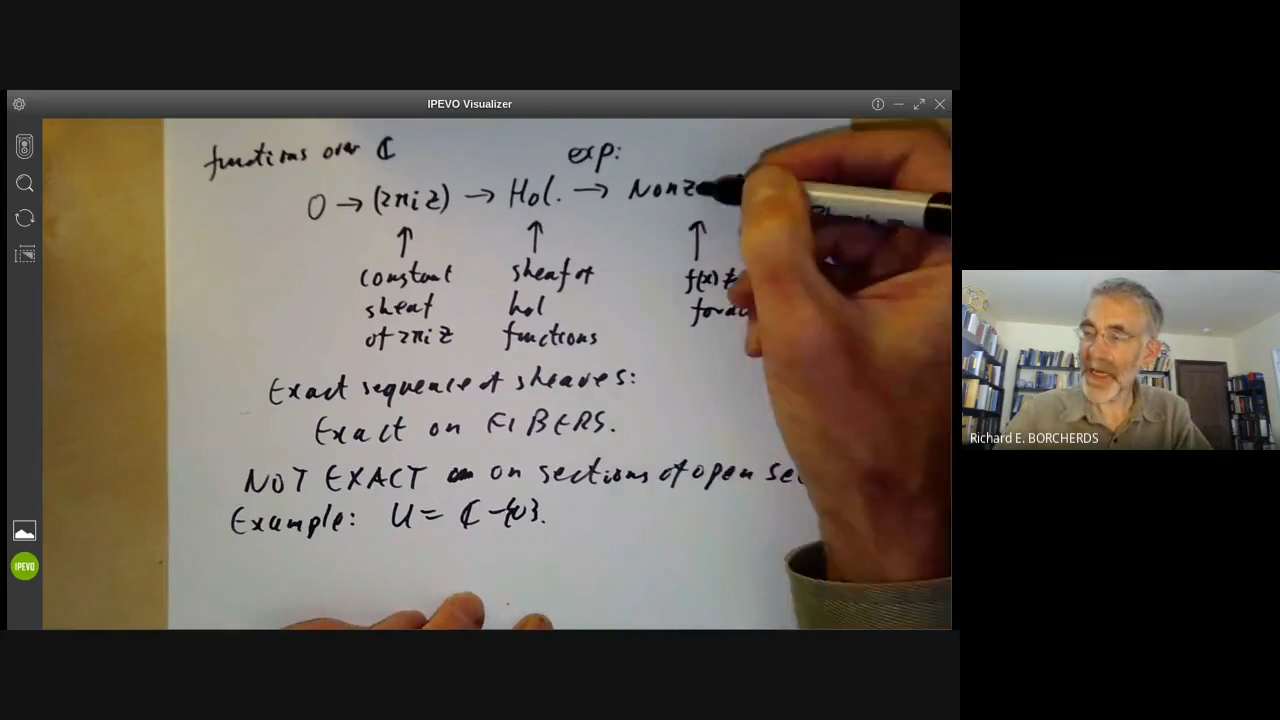 IPEVO Visualizer
functions over ℂ
exp:
0 → (2πiℤ) → Hol. → Nonz
constant sheaf of
sheaf hol f(x) ≠
of 2πiℤ functions
Exact sequence of sheaves:
Exact on FIBERS.
NOT EXACT on sections of open
Example: U = ℂ-{0}.
IPEVO
Richard E. BORCHERDS